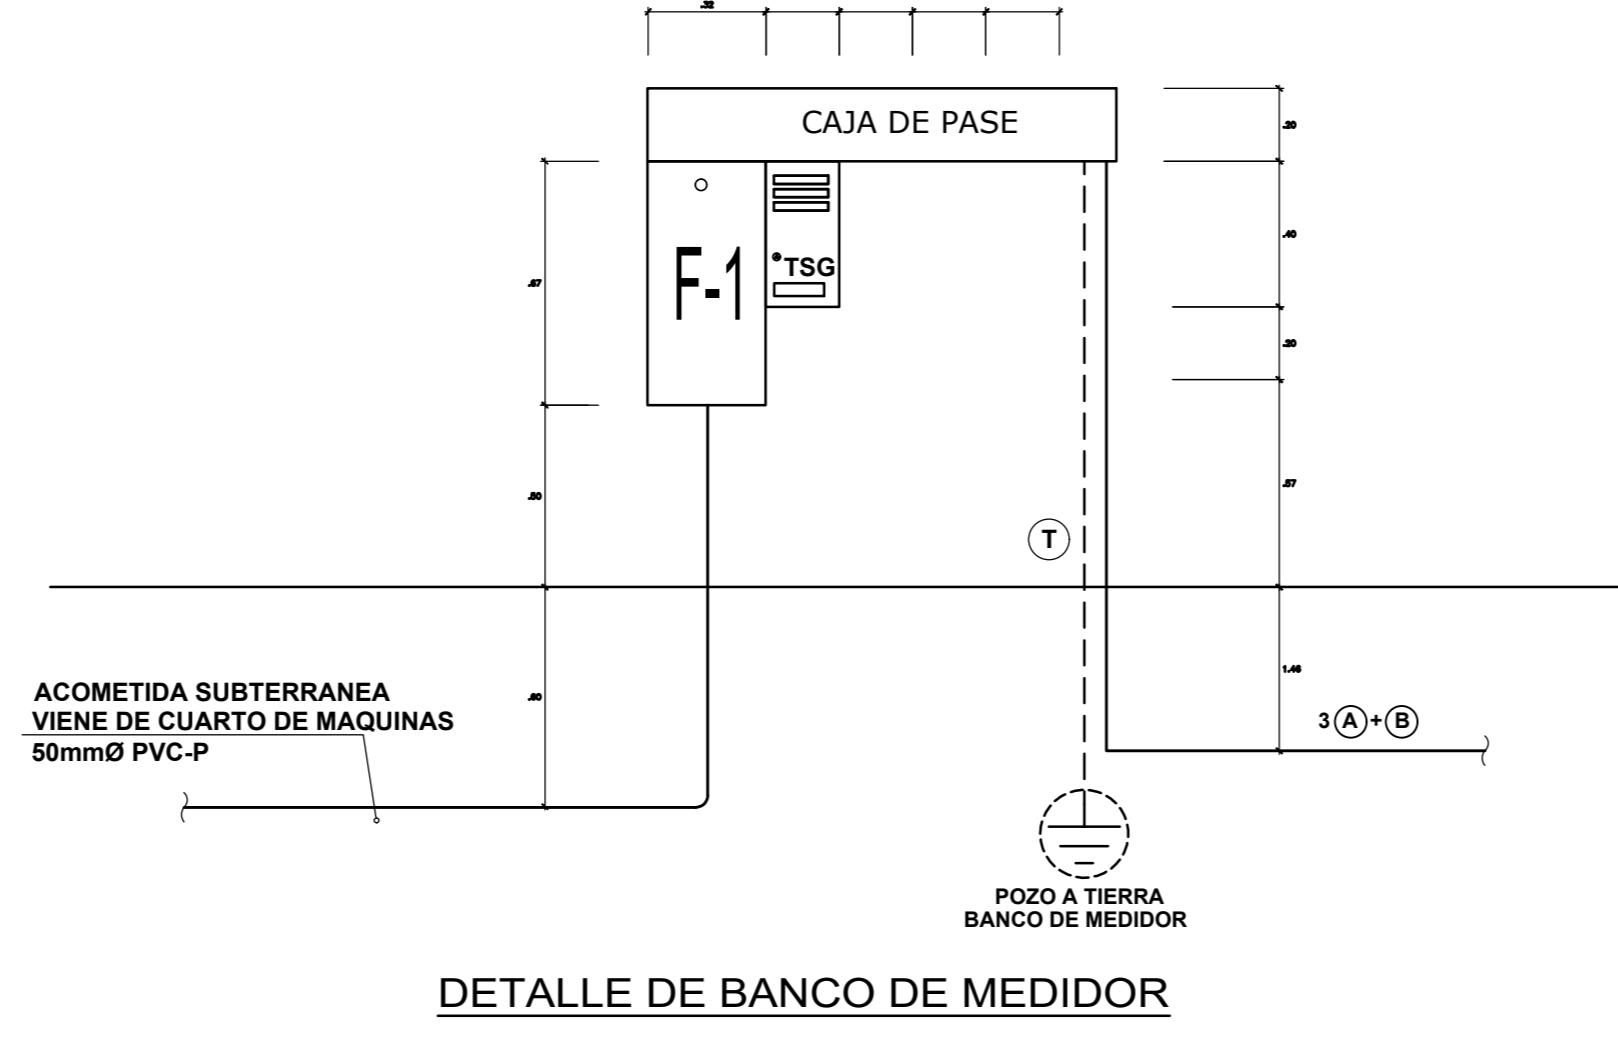 .32
CAJA DE PASE
.20
F-1
TSG
.40
.67
.20
.50
.57
T
1.46
.60
ACOMETIDA SUBTERRANEA
VIENE DE CUARTO DE MAQUINAS
50mmØ PVC-P
3 A + B
POZO A TIERRA
BANCO DE MEDIDOR
DETALLE DE BANCO DE MEDIDOR